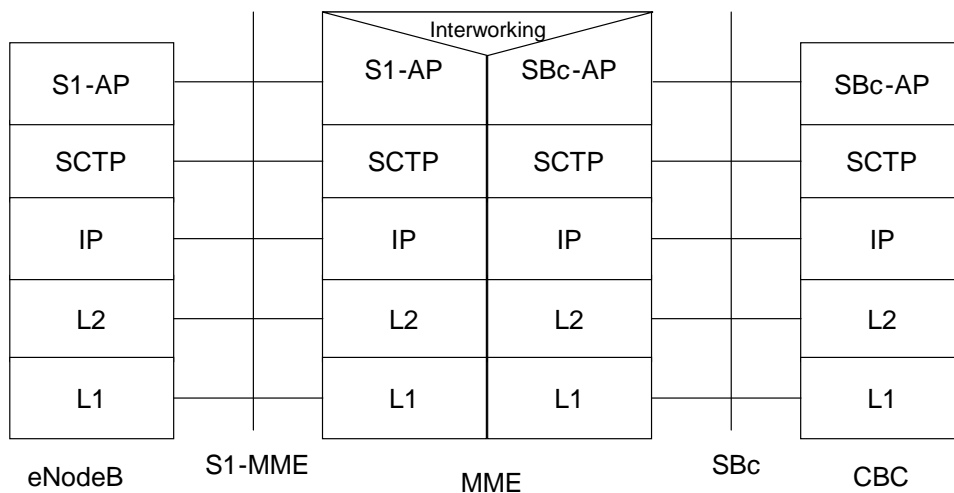 Interworking
S1-AP
S1-AP
SBc-AP
SBc-AP
SCTP
SCTP
SCTP
SCTP
IP
IP
IP
IP
L2
L2
L2
L2
L1
L1
L1
L1
eNodeB
S1-MME
MME
SBc
CBC